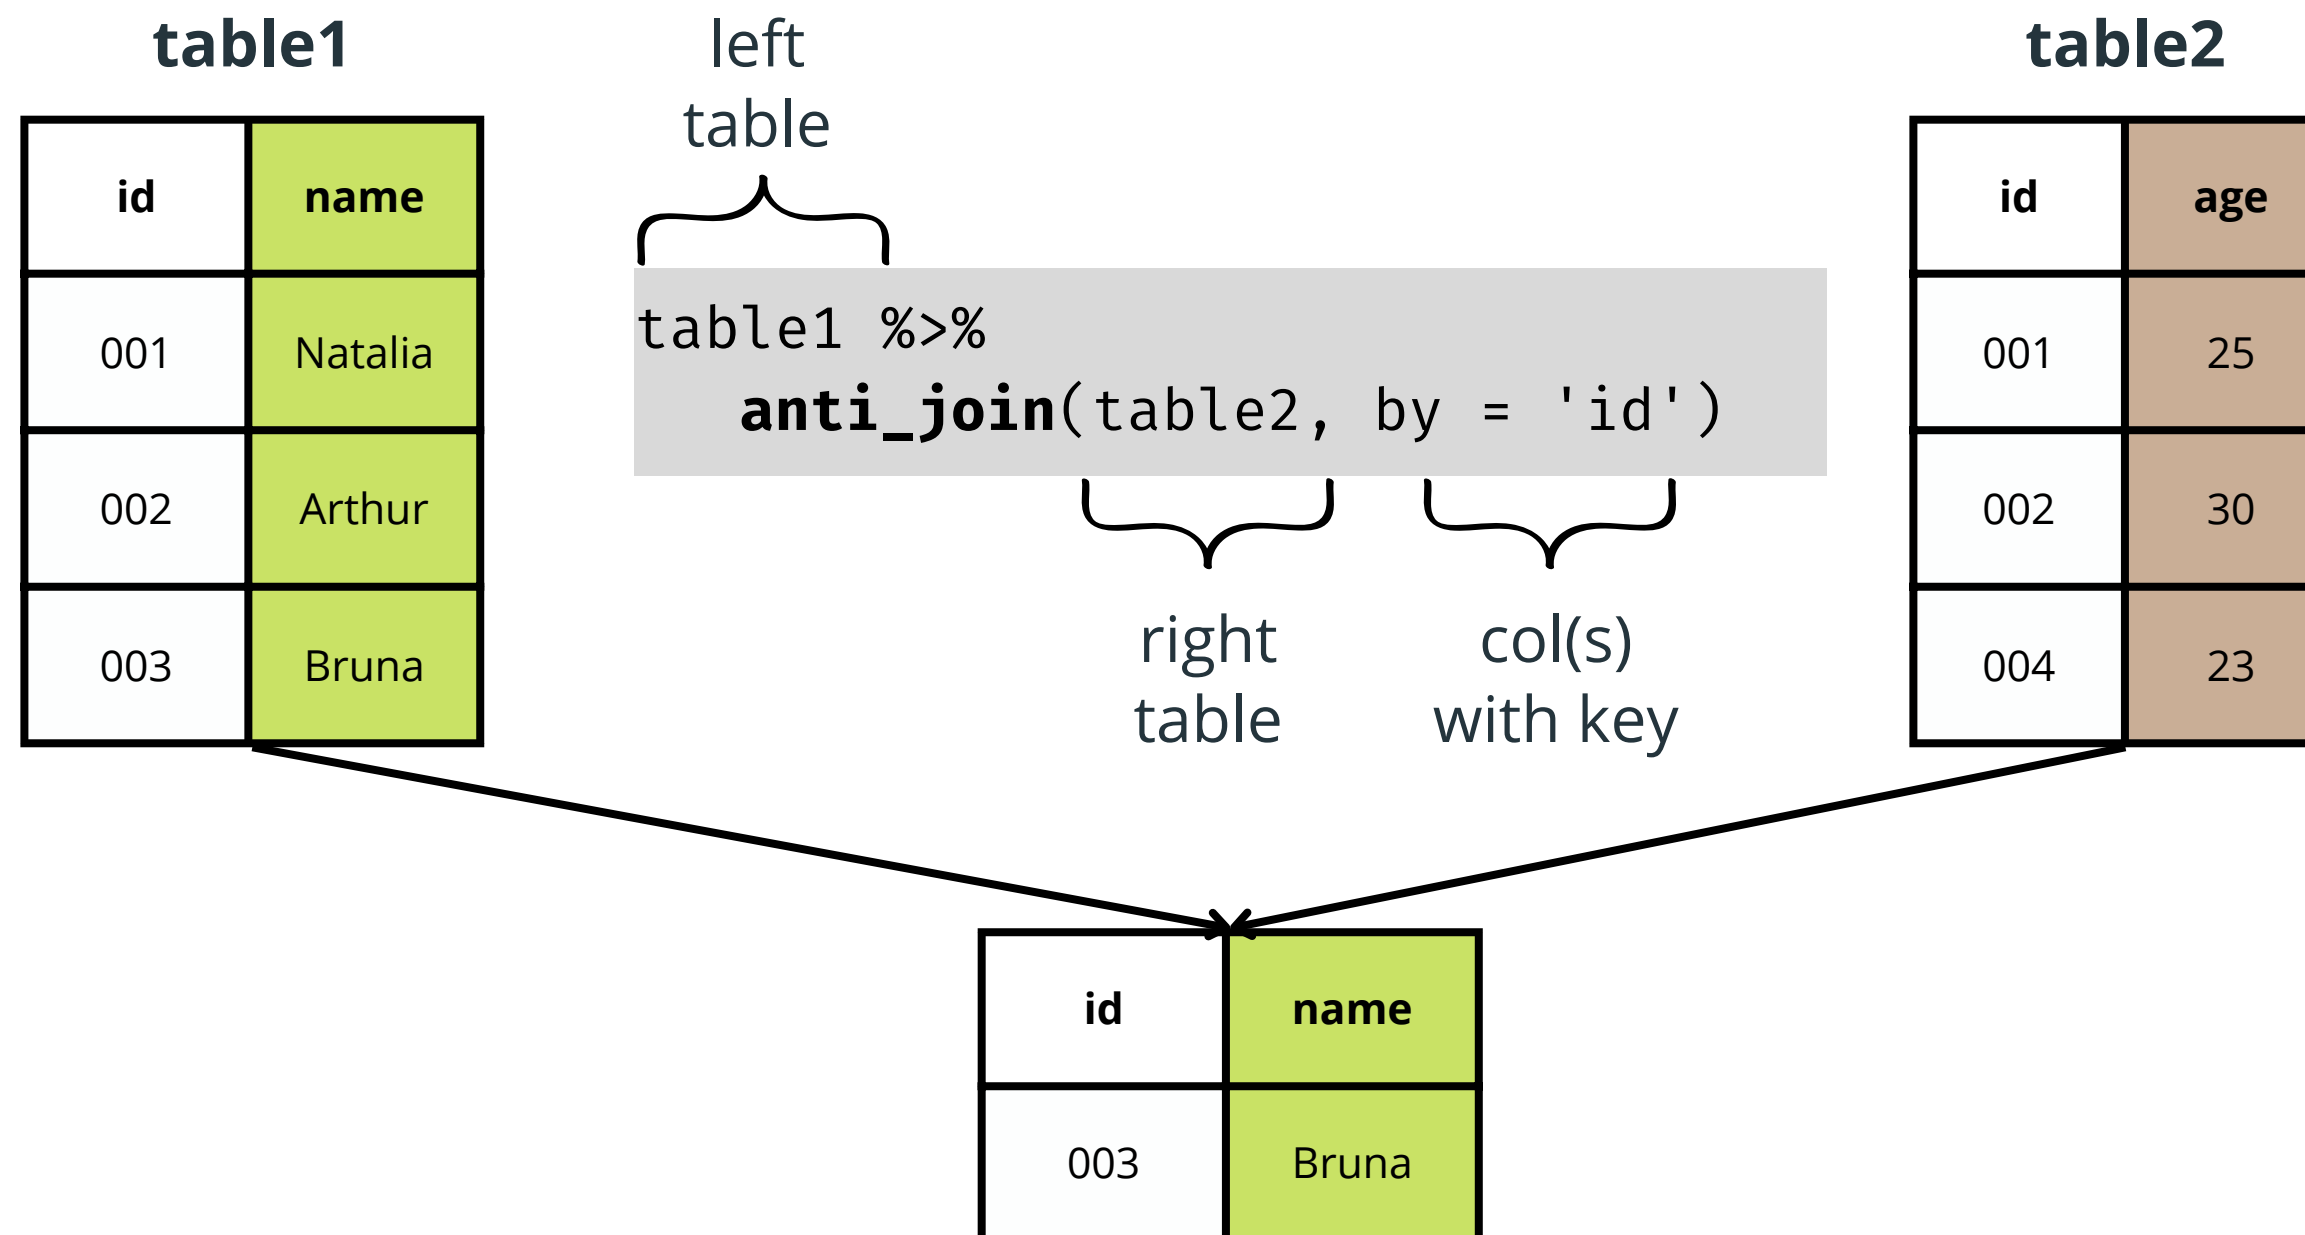 table1
id name
001 Natalia
002 Arthur
003 Bruna
left
table
table1 %>%
anti_join(table2, by = 'id')
right
table
col(s)
with key
table2
id age
001 25
002 30
004 23
id name
003 Bruna